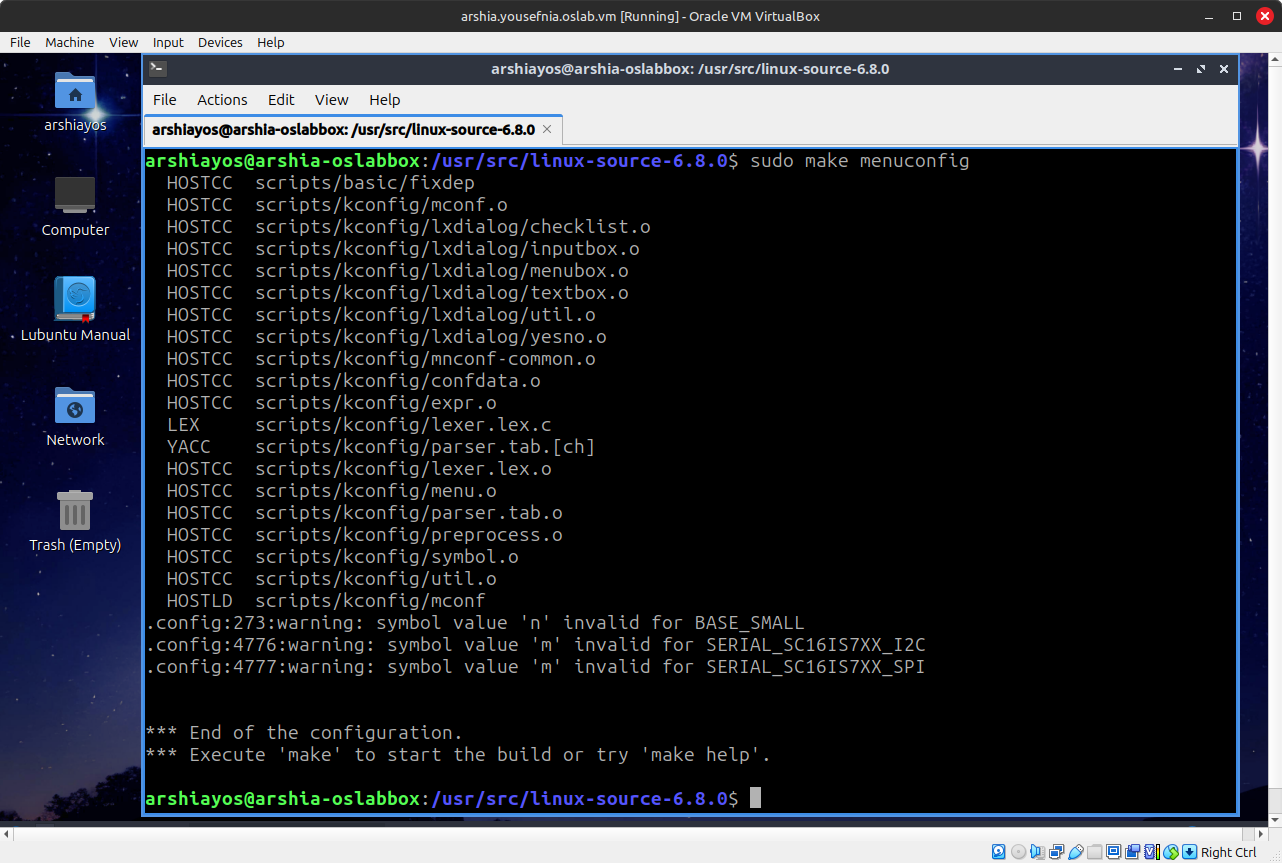 arshia.yousefnia.oslab.vm [Running] - Oracle VM VirtualBox
File Machine View Input Devices Help
arshiayos@arshia-oslabbox: /usr/src/linux-source-6.8.0
File Actions Edit View Help
arshiayos@arshia-oslabbox: /usr/src/linux-source-6.8.0
arshiayos
Computer
Lubuntu Manual
Network
Trash (Empty)
arshiayos@arshia-oslabbox:/usr/src/linux-source-6.8.0$ sudo make menuconfig
  HOSTCC  scripts/basic/fixdep
  HOSTCC  scripts/kconfig/mconf.o
  HOSTCC  scripts/kconfig/lxdialog/checklist.o
  HOSTCC  scripts/kconfig/lxdialog/inputbox.o
  HOSTCC  scripts/kconfig/lxdialog/menubox.o
  HOSTCC  scripts/kconfig/lxdialog/textbox.o
  HOSTCC  scripts/kconfig/lxdialog/util.o
  HOSTCC  scripts/kconfig/lxdialog/yesno.o
  HOSTCC  scripts/kconfig/mnconf-common.o
  HOSTCC  scripts/kconfig/confdata.o
  HOSTCC  scripts/kconfig/expr.o
  LEX     scripts/kconfig/lexer.lex.c
  YACC    scripts/kconfig/parser.tab.[ch]
  HOSTCC  scripts/kconfig/lexer.lex.o
  HOSTCC  scripts/kconfig/menu.o
  HOSTCC  scripts/kconfig/parser.tab.o
  HOSTCC  scripts/kconfig/preprocess.o
  HOSTCC  scripts/kconfig/symbol.o
  HOSTCC  scripts/kconfig/util.o
  HOSTLD  scripts/kconfig/mconf
.config:273:warning: symbol value 'n' invalid for BASE_SMALL
.config:4776:warning: symbol value 'm' invalid for SERIAL_SC16IS7XX_I2C
.config:4777:warning: symbol value 'm' invalid for SERIAL_SC16IS7XX_SPI
*** End of the configuration.
*** Execute 'make' to start the build or try 'make help'.
arshiayos@arshia-oslabbox:/usr/src/linux-source-6.8.0$
Right Ctrl